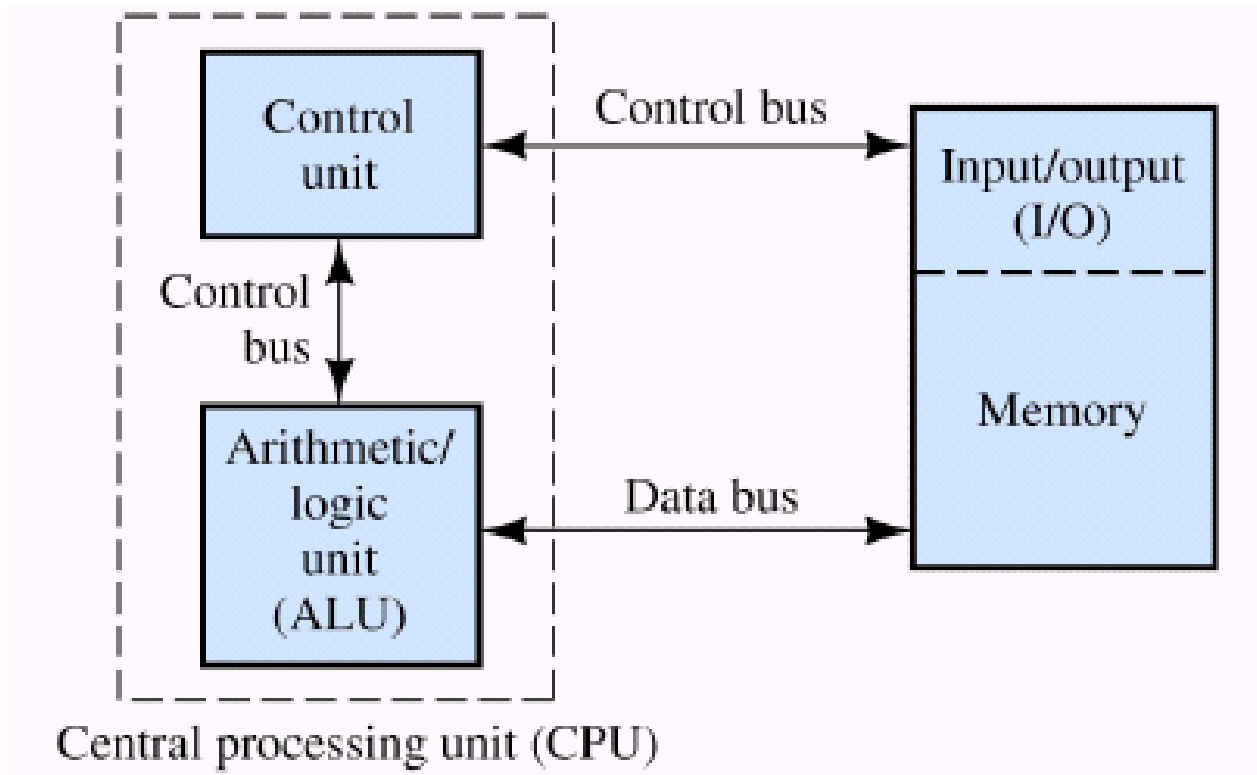 Control
unit
Control bus
Input/output
(I/O)
Control
bus
Memory
Arithmetic/
logic
unit
(ALU)
Data bus
Central processing unit (CPU)